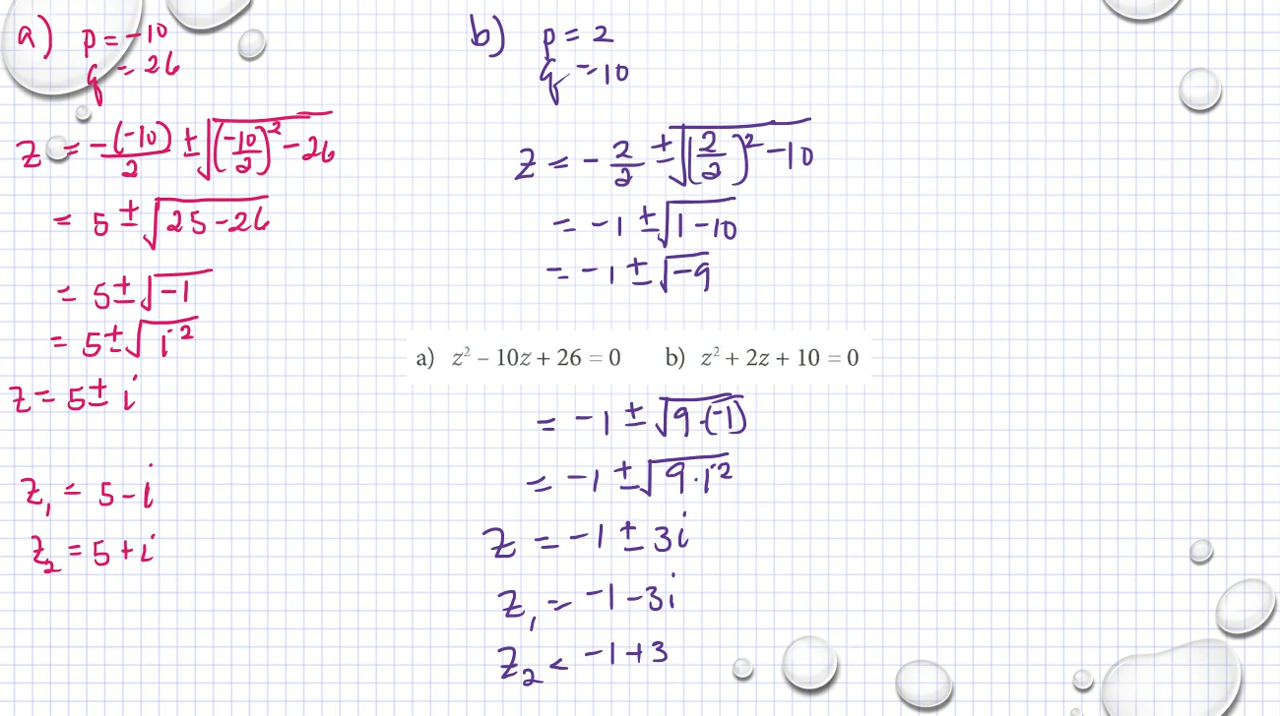 a) p = -10
q = 26
z = -(-10)/2 ± √((-10/2)² - 26)
= 5 ± √(25 - 26)
= 5 ± √(-1)
= 5 ± √(i²)
z = 5 ± i
z₁ = 5 - i
z₂ = 5 + i
b) p = 2
q = 10
z = - 2/2 ± √((2/2)² - 10)
= -1 ± √(1 - 10)
= -1 ± √(-9)
a) z² – 10z + 26 = 0 b) z² + 2z + 10 = 0
= -1 ± √(9·(-1))
= -1 ± √(9·i²)
z = -1 ± 3i
z₁ = -1 - 3i
z₂ < -1 + 3